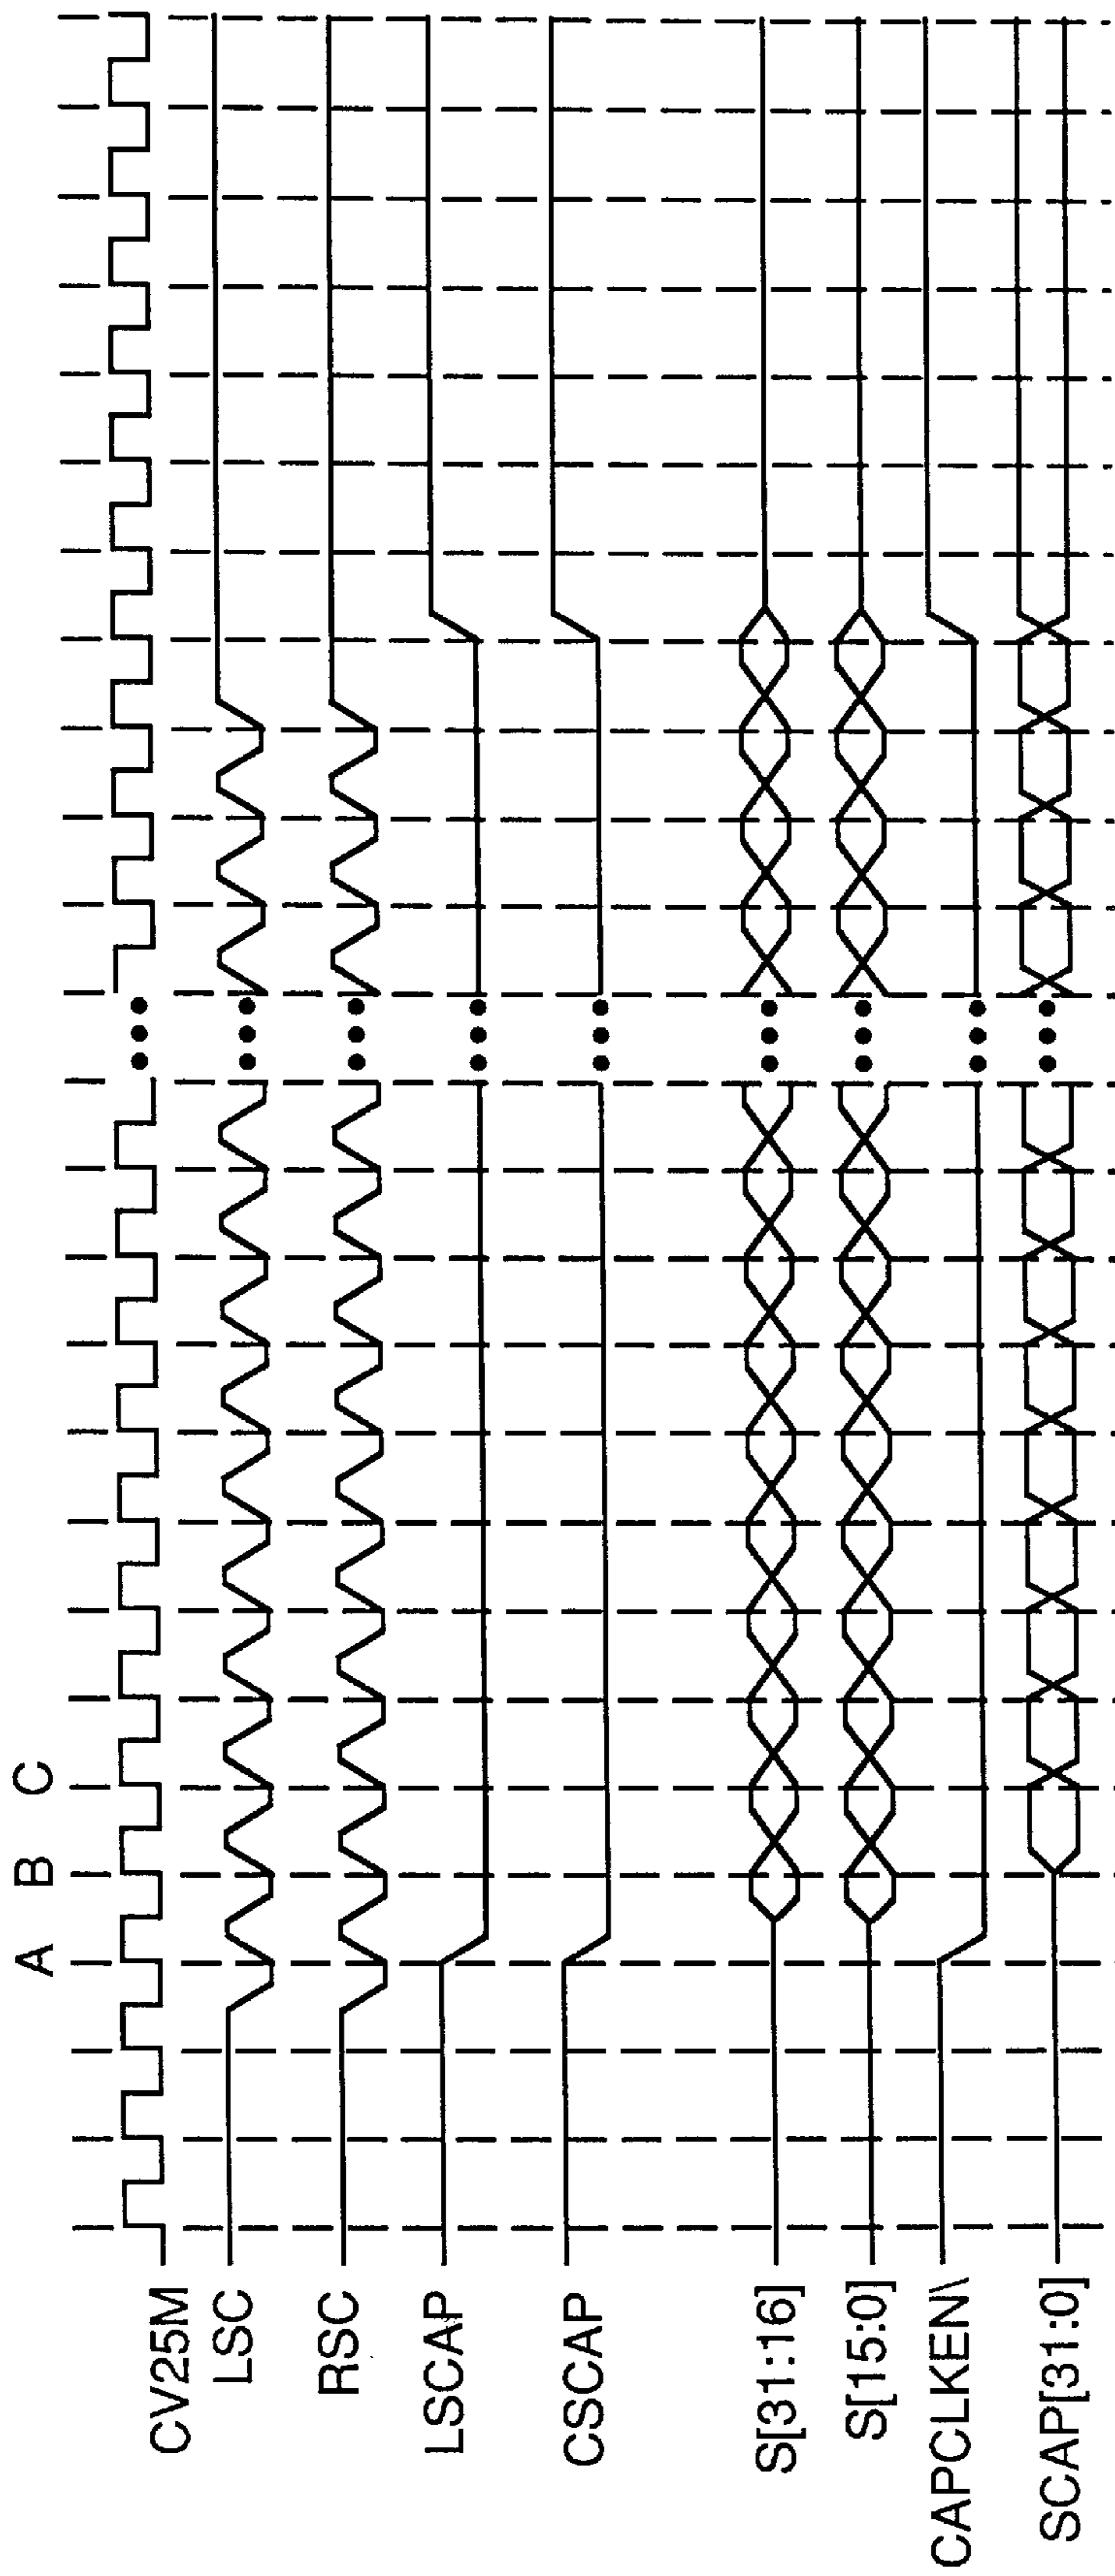 A B C
CV25M
LSC
RSC
LSCAP
CSCAP
S[31:16]
S[15:0]
CAPCLKEN\
SCAP[31:0]